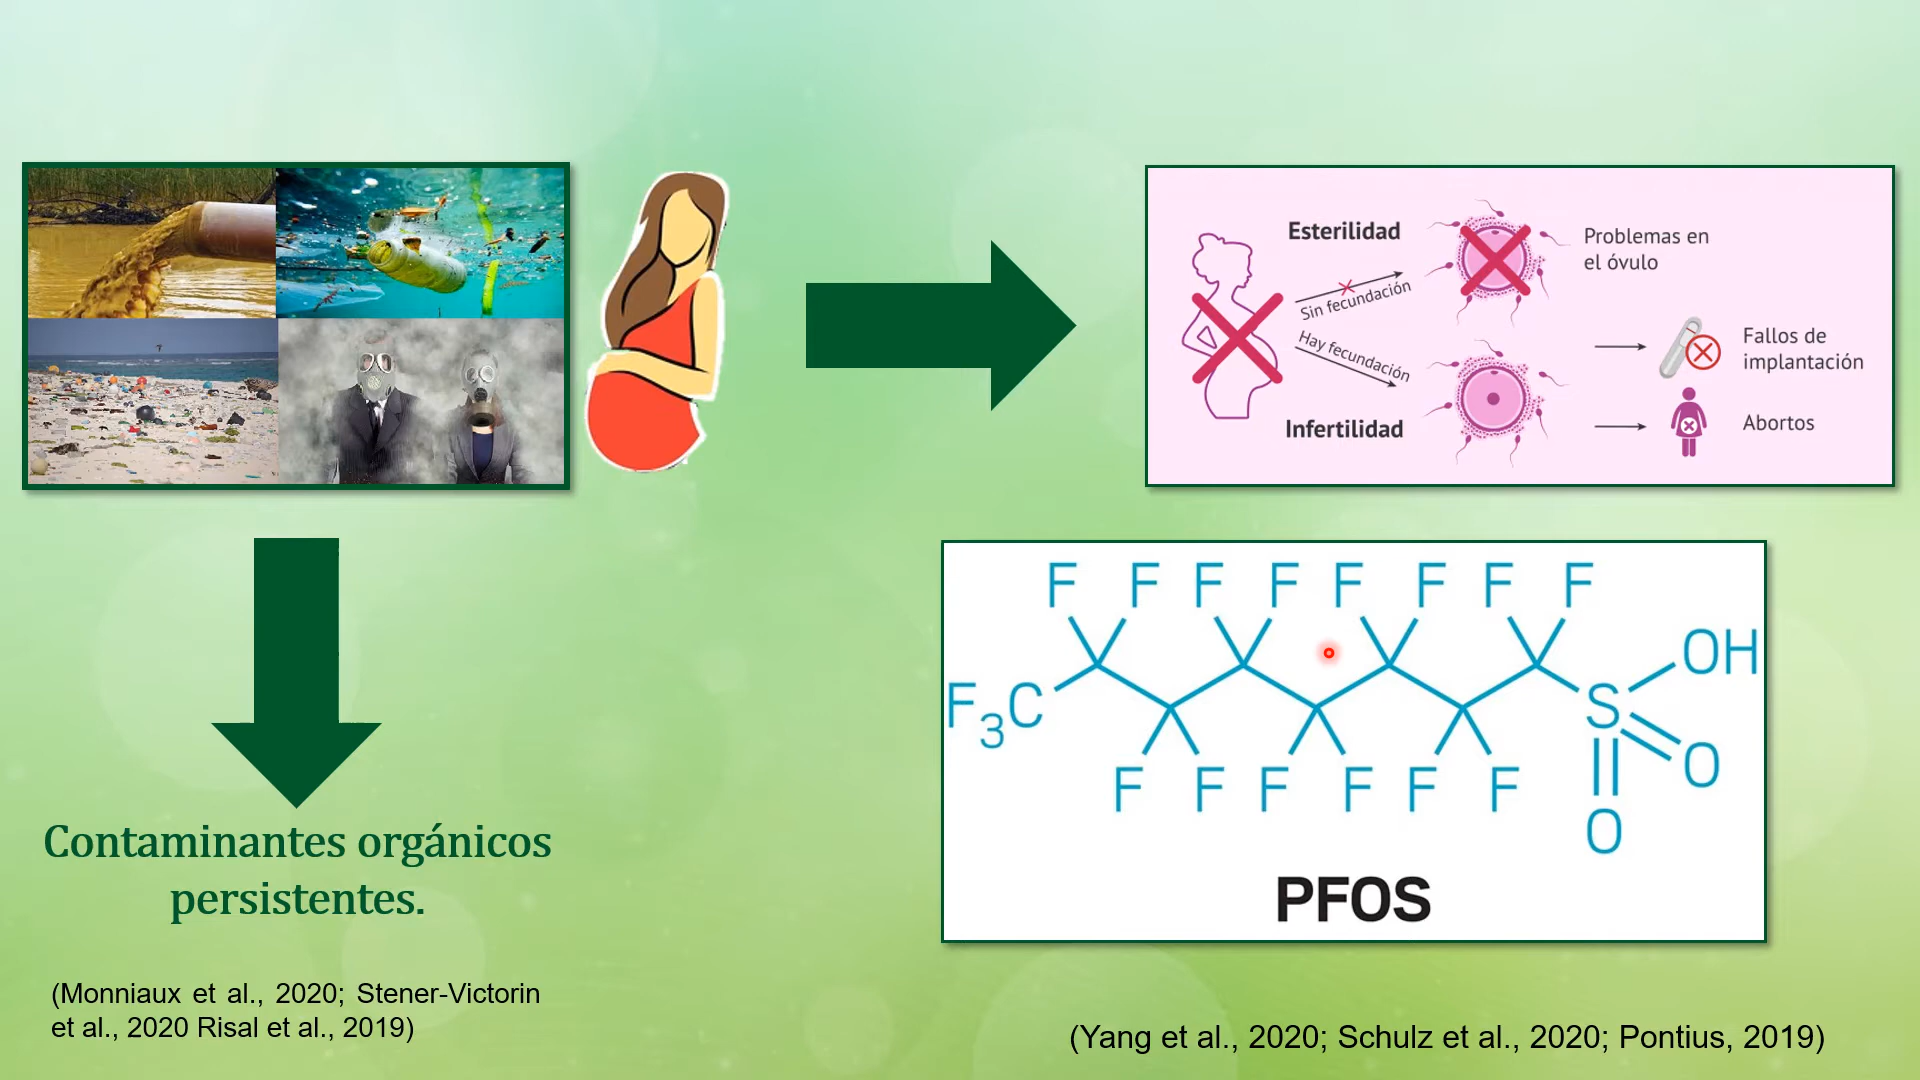 Esterilidad
Sin fecundación
Hay fecundación
Infertilidad
Problemas en
el óvulo
Fallos de
implantación
Abortos
F F F F F F F F
F3C
OH
S
O
O
F F F F F F
PFOS
Contaminantes orgánicos
persistentes.
(Monniaux et al., 2020; Stener-Victorin
et al., 2020 Risal et al., 2019)
(Yang et al., 2020; Schulz et al., 2020; Pontius, 2019)